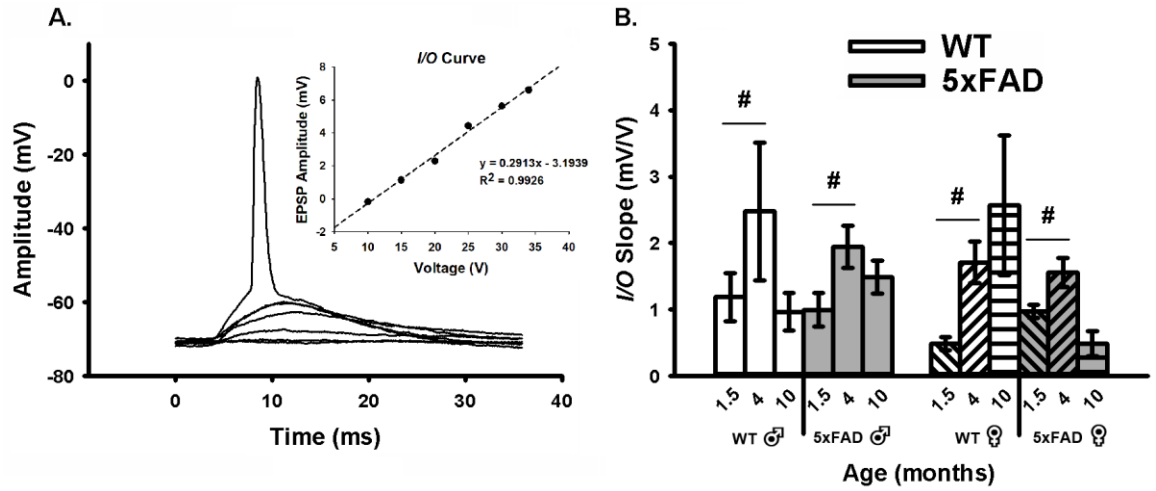 A.
Amplitude (mV)
0
-20
-40
-60
-80
0 10 20 30 40
Time (ms)
I/O Curve
EPSP Amplitude (mV)
8
6
4
2
0
-2
5 10 15 20 25 30 35 40
Voltage (V)
y = 0.2913x - 3.1939
R² = 0.9926
B.
WT
5xFAD
I/O Slope (mV/V)
5
4
3
2
1
0
# # # #
1.5 4 10 1.5 4 10 1.5 4 10 1.5 4 10
WT ♂ 5xFAD ♂ WT ♀ 5xFAD ♀
Age (months)